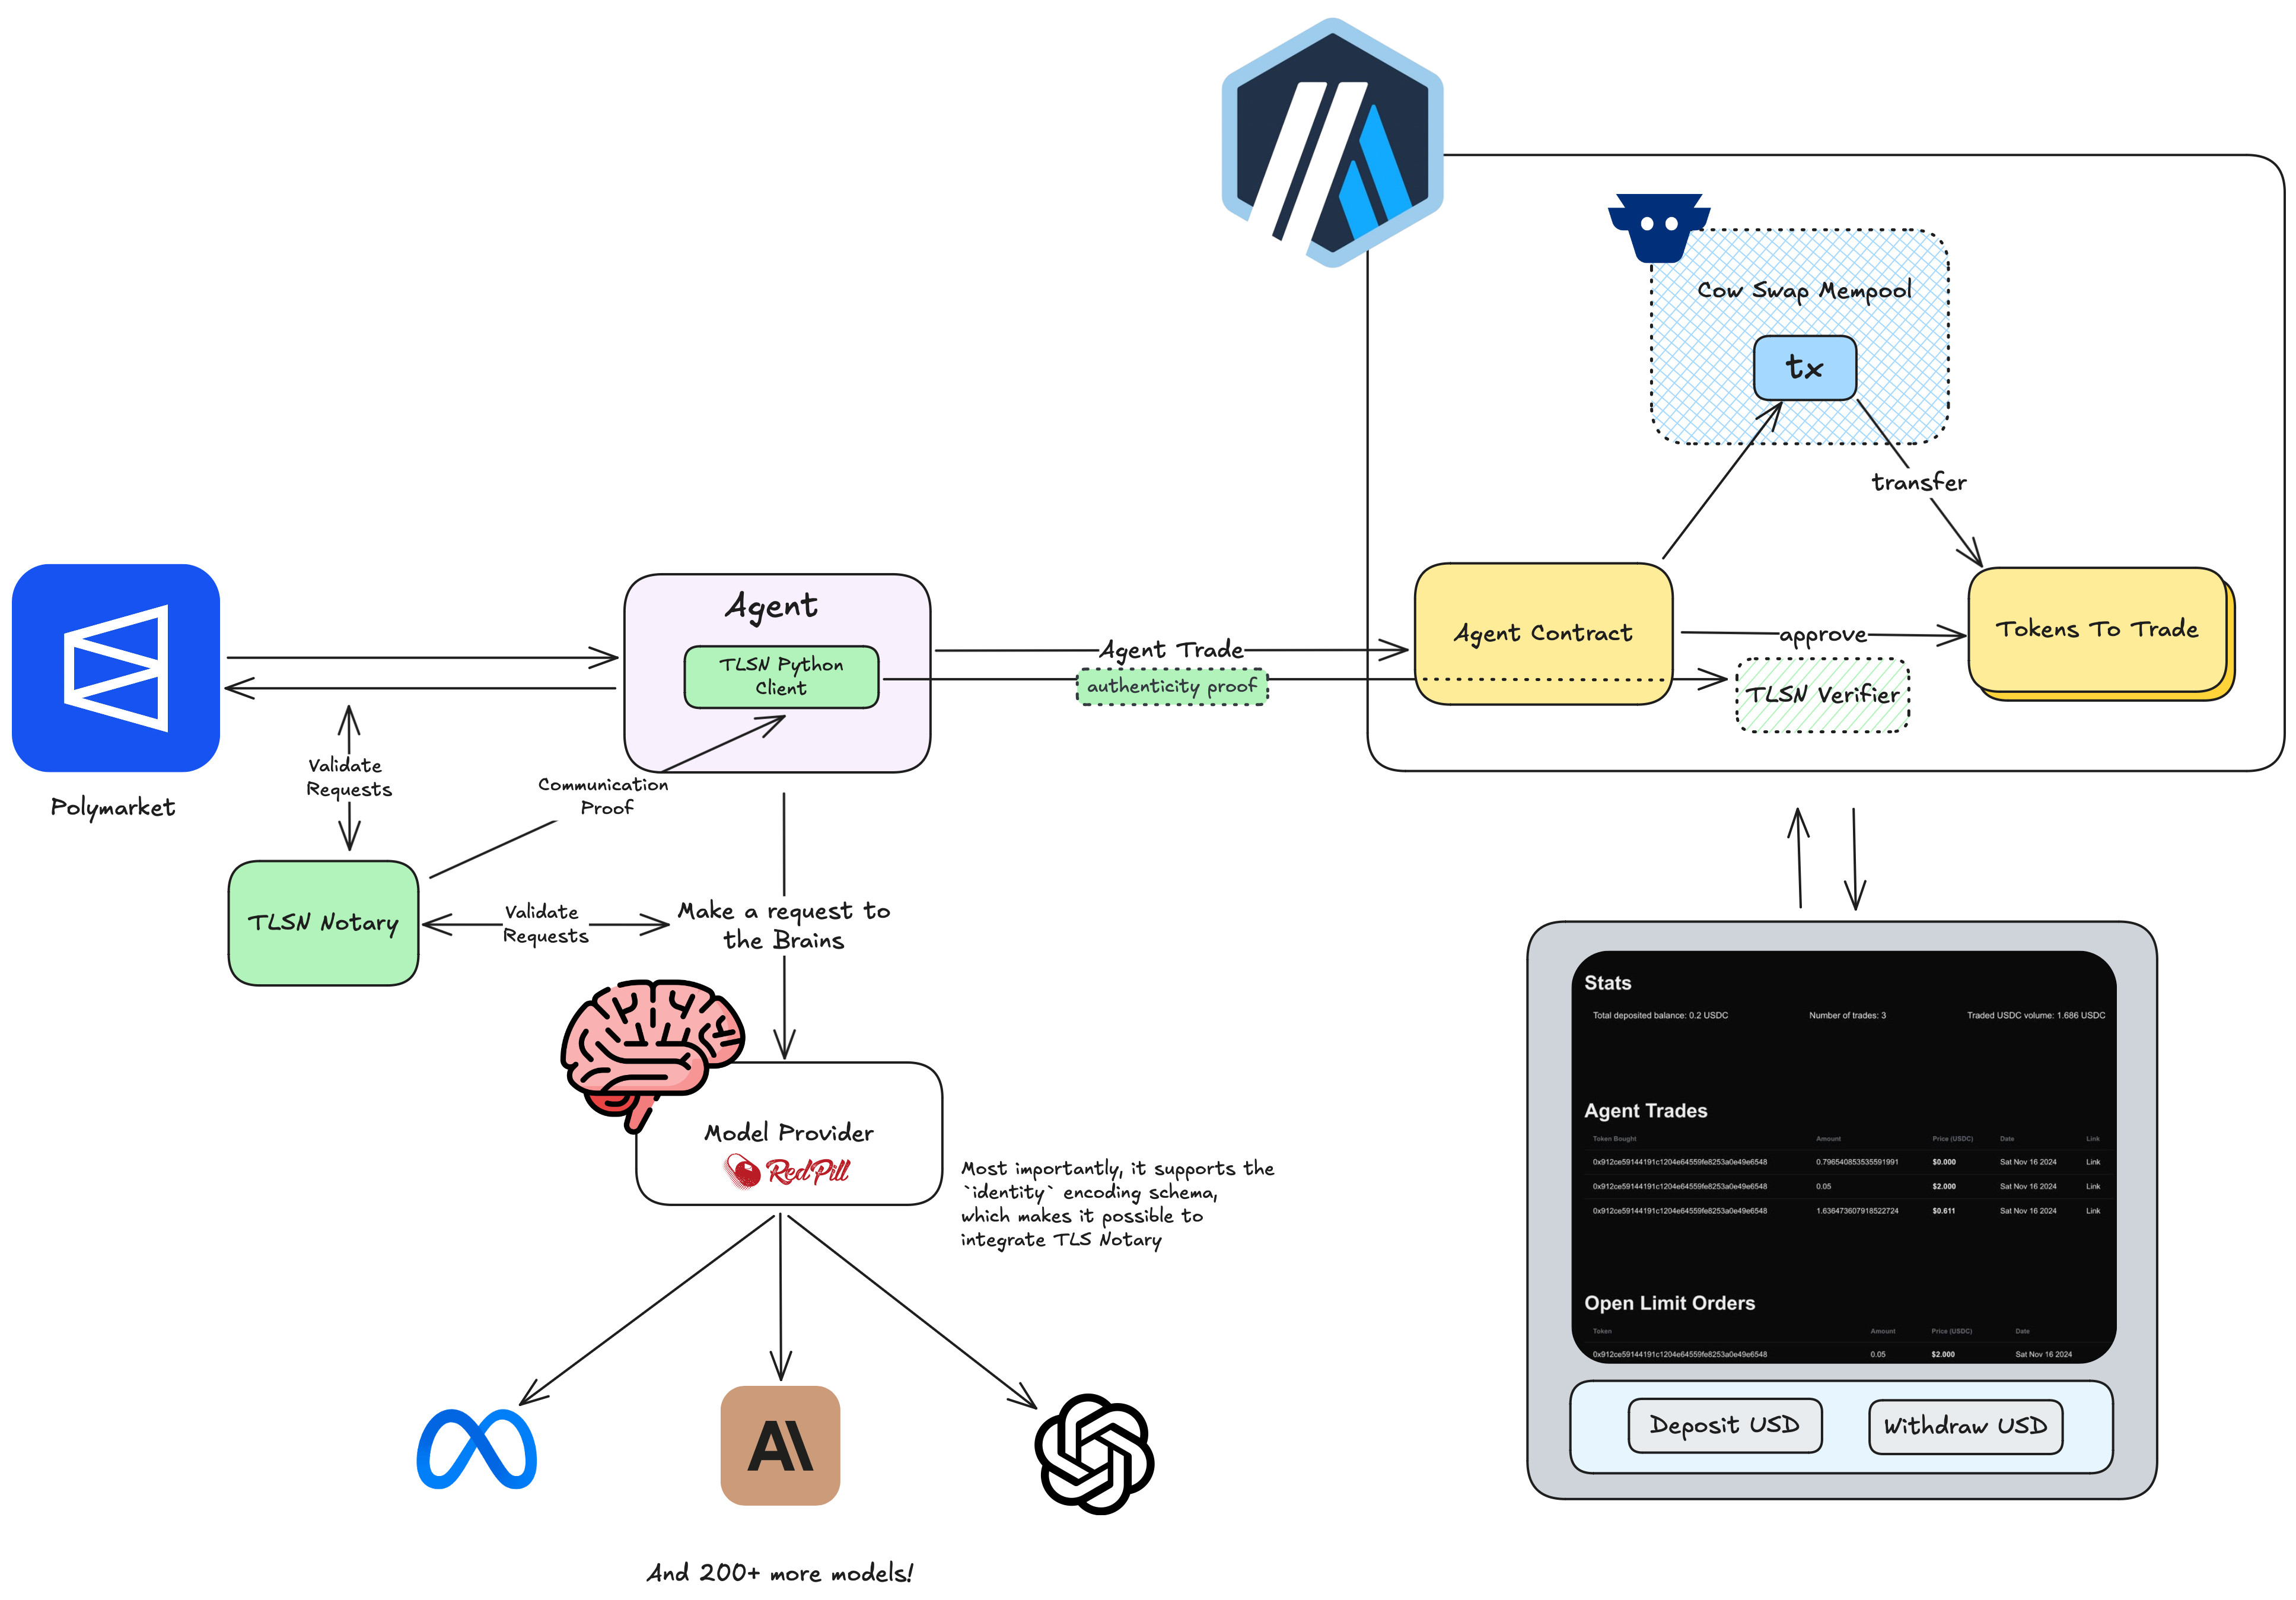 Cow Swap Mempool
tx
transfer
Agent
TLSN Python
Client
Agent Trade
authenticity proof
Agent Contract
approve
TLSN Verifier
Tokens To Trade
Polymarket
Validate
Requests
Communication
Proof
TLSN Notary
Validate
Requests
Make a request to
the Brains
Model Provider
RedPill
Most importantly, it supports the
`identity` encoding schema,
which makes it possible to
integrate TLS Notary
And 200+ more models!
Stats
Total deposited balance: 0.2 USDC Number of trades: 3 Traded USDC volume: 1.686 USDC
Agent Trades
Token Bought Amount Price (USDC) Date Link
0x912ce59144191c1204e64559fe8253a0e49e6548 0.796540853535591991 $0.000 Sat Nov 16 2024 Link
0x912ce59144191c1204e64559fe8253a0e49e6548 0.05 $2.000 Sat Nov 16 2024 Link
0x912ce59144191c1204e64559fe8253a0e49e6548 1.636473607918522724 $0.611 Sat Nov 16 2024 Link
Open Limit Orders
Token Amount Price (USDC) Date
0x912ce59144191c1204e64559fe8253a0e49e6548 0.05 $2.000 Sat Nov 16 2024
Deposit USD
Withdraw USD